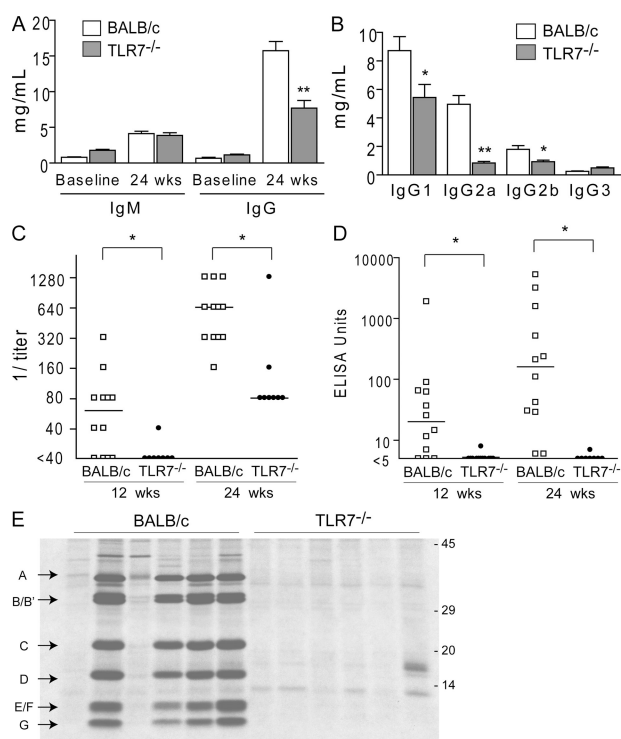 A
BALB/c
TLR7-/-
mg/mL
20
15
10
5
0
**
Baseline 24 wks Baseline 24 wks
IgM IgG
B
BALB/c
TLR7-/-
mg/mL
10
8
6
4
2
0
* ** *
IgG1 IgG2a IgG2b IgG3
C
* *
1/titer
1280
640
320
160
80
40
<40
BALB/c TLR7-/- BALB/c TLR7-/-
12 wks 24 wks
D
* *
ELISA Units
10000
1000
100
10
<5
BALB/c TLR7-/- BALB/c TLR7-/-
12 wks 24 wks
E
BALB/c TLR7-/-
A
B/B'
C
D
E/F
G
- 45
- 29
- 20
- 14